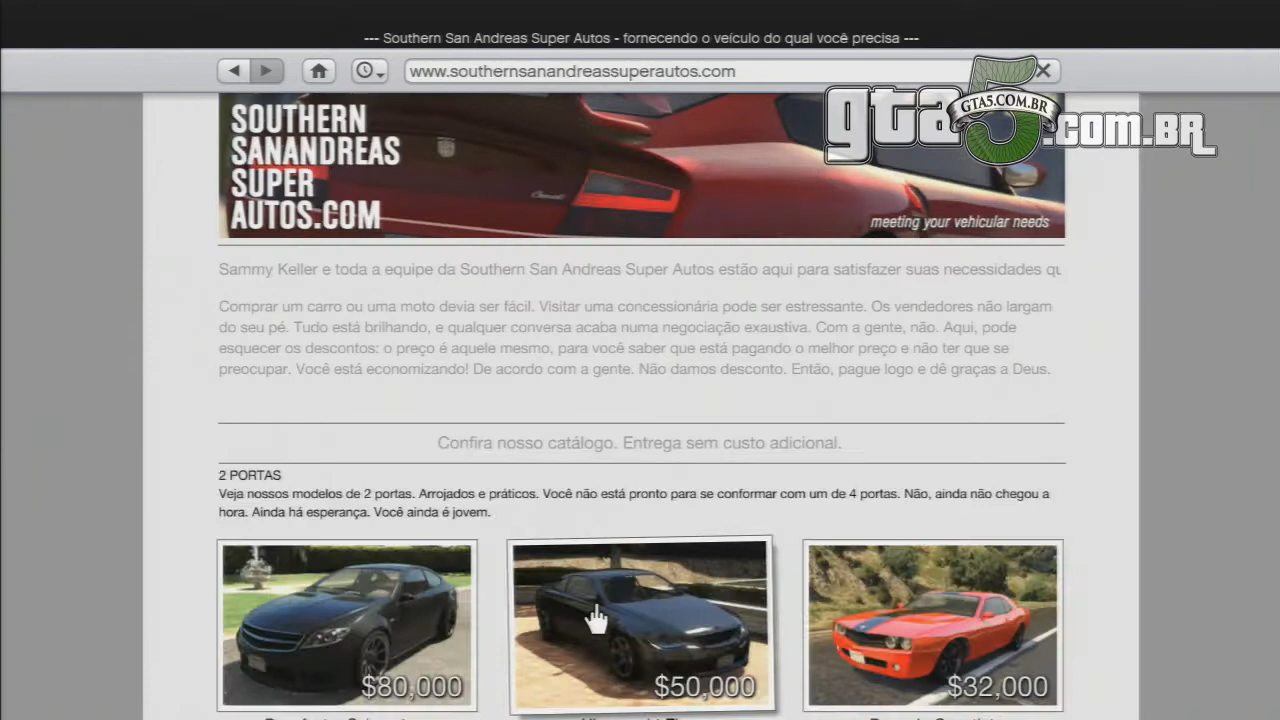 --- Southern San Andreas Super Autos - fornecendo o veículo do qual você precisa ---
www.southernsanandreassuperautos.com
gta5.com.br
GTA5.COM.BR
SOUTHERN
SANANDREAS
SUPER
AUTOS.COM
meeting your vehicular needs
Sammy Keller e toda a equipe da Southern San Andreas Super Autos estão aqui para satisfazer suas necessidades qu
Comprar um carro ou uma moto devia ser fácil. Visitar uma concessionária pode ser estressante. Os vendedores não largam
do seu pé. Tudo está brilhando, e qualquer conversa acaba numa negociação exaustiva. Com a gente, não. Aqui, pode
esquecer os descontos: o preço é aquele mesmo, para você saber que está pagando o melhor preço e não ter que se
preocupar. Você está economizando! De acordo com a gente. Não damos desconto. Então, pague logo e dê graças a Deus.
Confira nosso catálogo. Entrega sem custo adicional.
2 PORTAS
Veja nossos modelos de 2 portas. Arrojados e práticos. Você não está pronto para se conformar com um de 4 portas. Não, ainda não chegou a
hora. Ainda há esperança. Você ainda é jovem.
$80,000
$50,000
$32,000